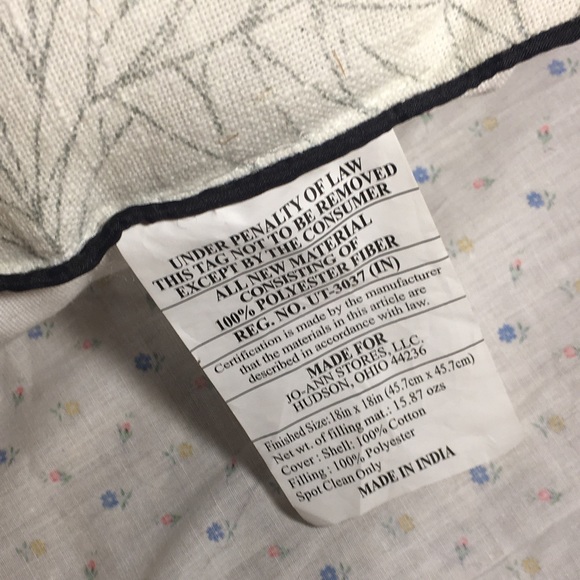 UNDER PENALTY OF LAW
THIS TAG NOT TO BE REMOVED
EXCEPT BY THE CONSUMER
ALL NEW MATERIAL
CONSISTING OF
100% POLYESTER FIBER
REG. NO. UT-3037 (IN)
Certification is made by the manufacturer
that the materials in this article are
described in accordance with law.
MADE FOR
JO-ANN STORES, LLC.
HUDSON, OHIO 44236
Finished Size: 18in x 18in (45.7cm x 45.7cm)
Net wt. of filling mat.: 15.87 ozs
Cover : Shell: 100% Cotton
Filling : 100% Polyester
Spot Clean Only
MADE IN INDIA